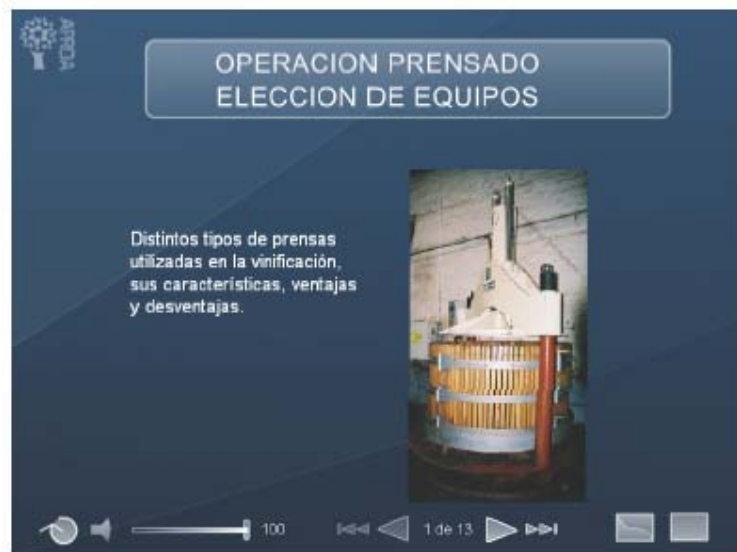 OPERACION PRENSADO
ELECCION DE EQUIPOS
Distintos tipos de prensas
utilizadas en la vinificación,
sus características, ventajas
y desventajas.
100
1 de 13